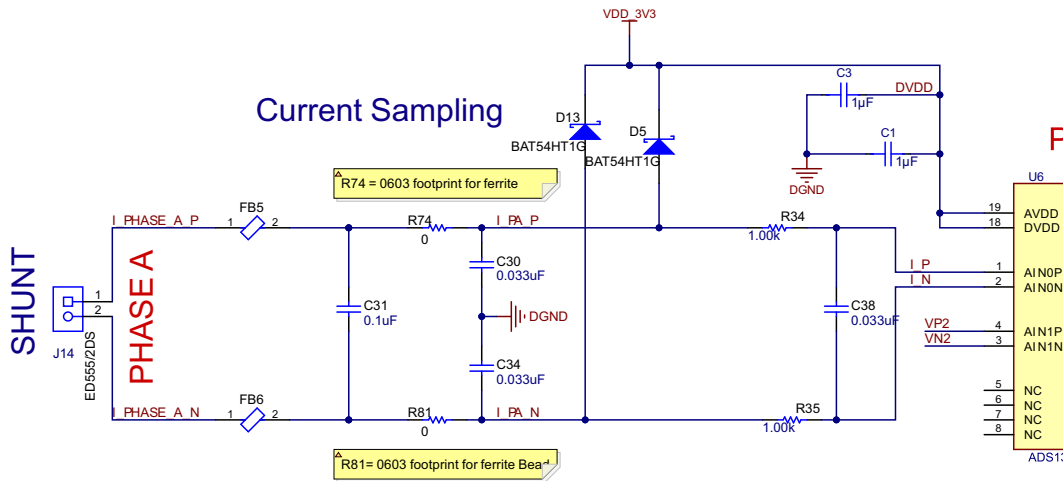 VDD_3V3
Current Sampling
C3
1µF
DVDD
D13
BAT54HT1G
D5
BAT54HT1G
C1
1µF
DGND
P
U6
R74 = 0603 footprint for ferrite
I_PHASE_A_P
1
FB5
2
R74
0
I_PA_P
R34
1.00k
19
AVDD
18
DVDD
SHUNT
PHASE A
1
2
J14
ED555/2DS
C31
0.1uF
C30
0.033uF
DGND
C34
0.033uF
C38
0.033uF
I_P
1
AIN0P
I_N
2
AIN0N
VP2
4
AIN1P
VN2
3
AIN1N
5
NC
6
NC
7
NC
8
NC
ADS13
I_PHASE_A_N
1
FB6
2
R81
0
I_PA_N
R35
1.00k
R81= 0603 footprint for ferrite Bead